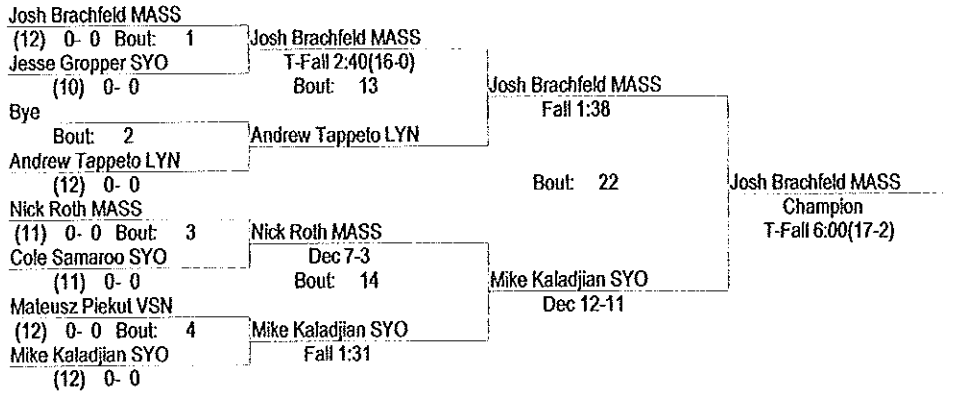 Josh Brachfeld MASS
(12) 0- 0 Bout: 1
Jesse Gropper SYO
(10) 0- 0
Bye
Bout: 2
Andrew Tappeto LYN
(12) 0- 0
Nick Roth MASS
(11) 0- 0 Bout: 3
Cole Samaroo SYO
(11) 0- 0
Mateusz Piekut VSN
(12) 0- 0 Bout: 4
Mike Kaladjian SYO
(12) 0- 0
Josh Brachfeld MASS
T-Fall 2:40(16-0)
Bout: 13
Andrew Tappeto LYN
Nick Roth MASS
Dec 7-3
Bout: 14
Mike Kaladjian SYO
Fall 1:31
Josh Brachfeld MASS
Fall 1:38
Bout: 22
Mike Kaladjian SYO
Dec 12-11
Josh Brachfeld MASS
Champion
T-Fall 6:00(17-2)